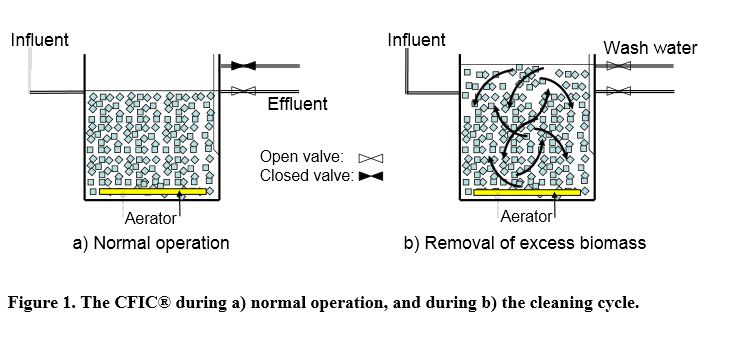 Influent
Effluent
Open valve:
Closed valve:
Aerator
a) Normal operation
Influent
Wash water
Aerator
b) Removal of excess biomass
Figure 1. The CFIC® during a) normal operation, and during b) the cleaning cycle.